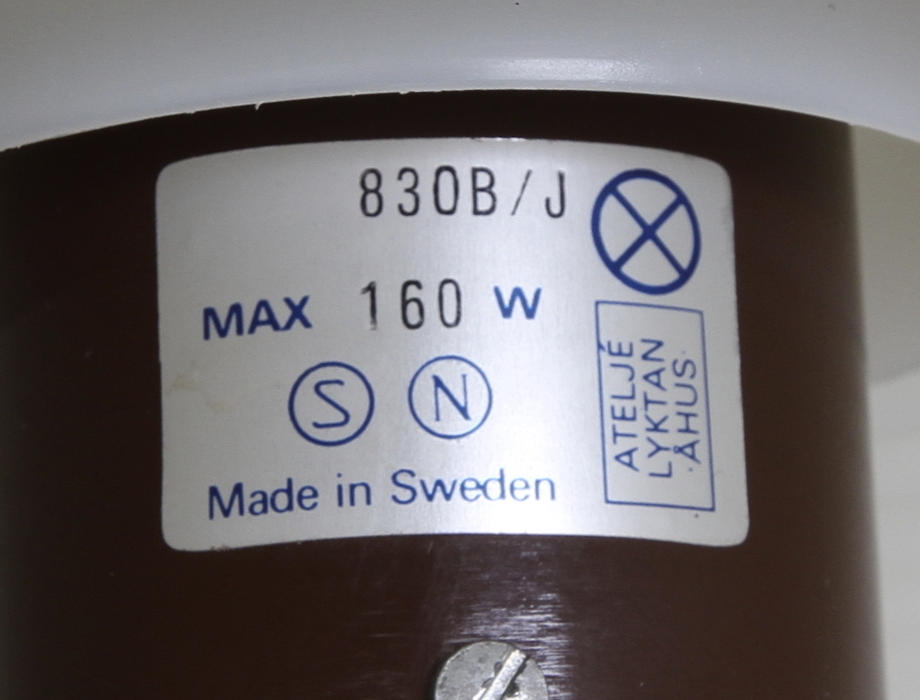 830B/J
MAX 160 W
S N
Made in Sweden
ATELJÉ
LYKTAN
ÅHUS